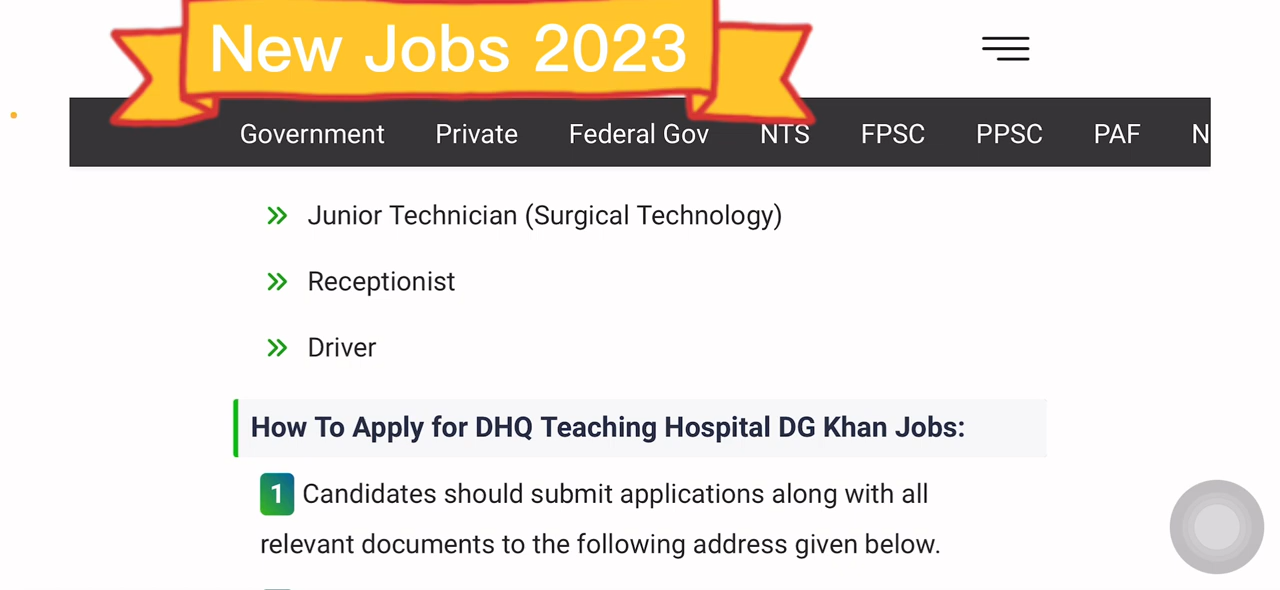 New Jobs 2023
Government Private Federal Gov NTS FPSC PPSC PAF N
Junior Technician (Surgical Technology)
Receptionist
Driver
How To Apply for DHQ Teaching Hospital DG Khan Jobs:
1 Candidates should submit applications along with all
relevant documents to the following address given below.